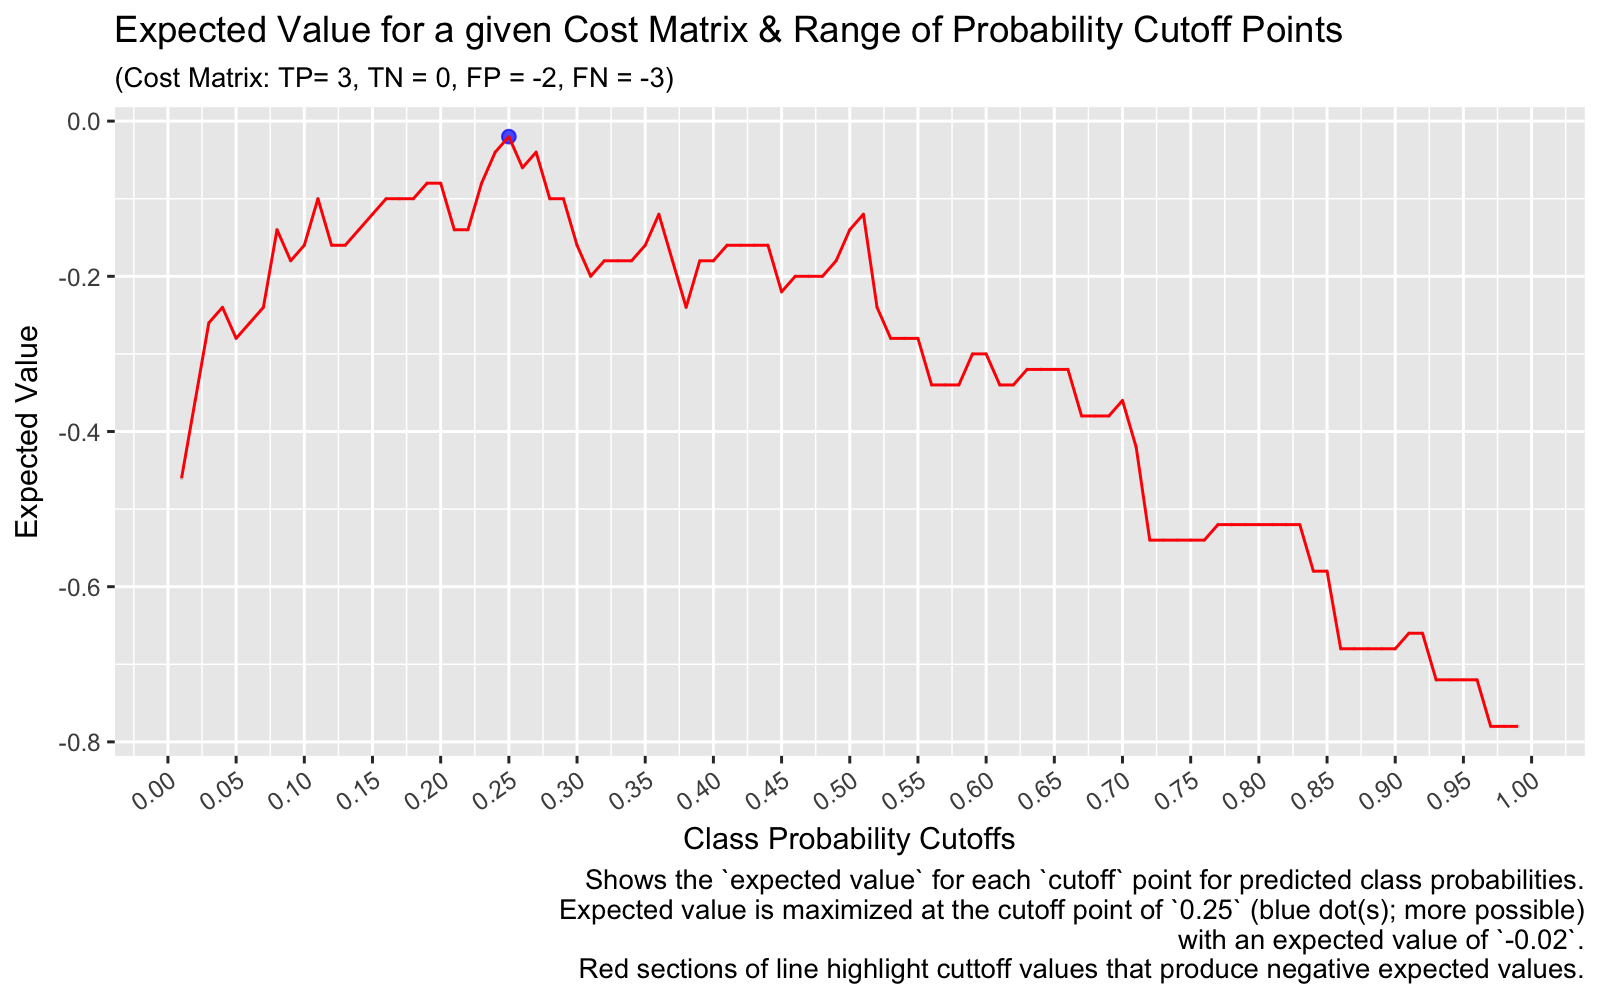 Expected Value for a given Cost Matrix & Range of Probability Cutoff Points
(Cost Matrix: TP= 3, TN = 0, FP = -2, FN = -3)
0.0
-0.2
-0.4
-0.6
-0.8
Expected Value
0.00 0.05 0.10 0.15 0.20 0.25 0.30 0.35 0.40 0.45 0.50 0.55 0.60 0.65 0.70 0.75 0.80 0.85 0.90 0.95 1.00
Class Probability Cutoffs
Shows the `expected value` for each `cutoff` point for predicted class probabilities.
Expected value is maximized at the cutoff point of `0.25` (blue dot(s); more possible)
with an expected value of `-0.02`.
Red sections of line highlight cuttoff values that produce negative expected values.